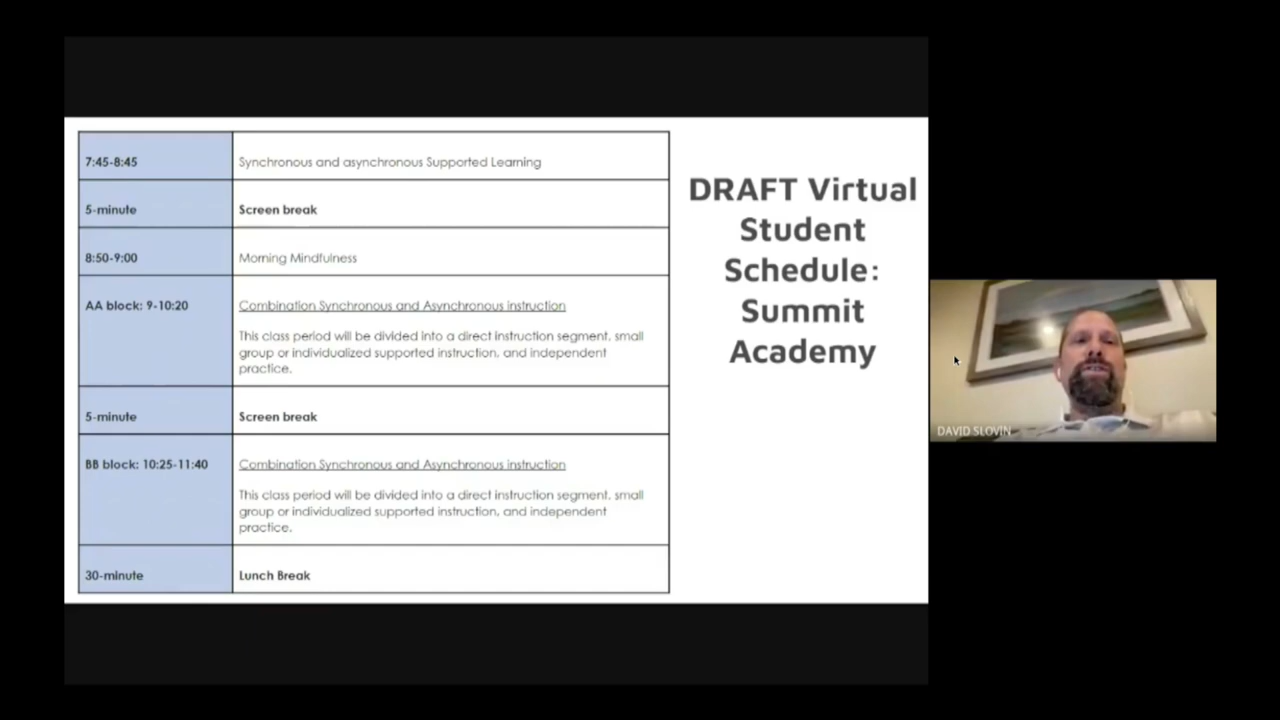 7:45-8:45
Synchronous and asynchronous Supported Learning
5-minute
Screen break
8:50-9:00
Morning Mindfulness
AA block: 9-10:20
Combination Synchronous and Asynchronous instruction
This class period will be divided into a direct instruction segment, small
group or individualized supported instruction, and independent
practice.
5-minute
Screen break
BB block: 10:25-11:40
Combination Synchronous and Asynchronous instruction
This class period will be divided into a direct instruction segment, small
group or individualized supported instruction, and independent
practice.
30-minute
Lunch Break
DRAFT Virtual
Student
Schedule:
Summit
Academy
DAVID SLOVIN